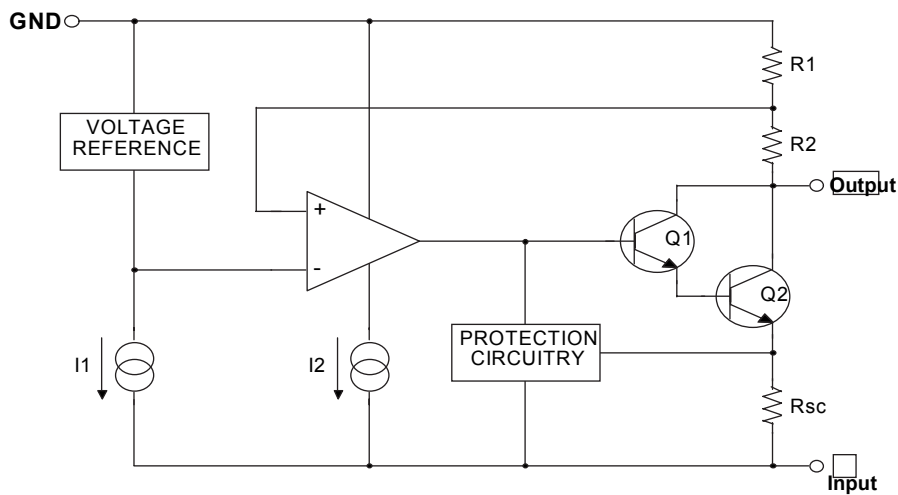 GND
R1
VOLTAGE
REFERENCE
R2
Output
+
Q1
-
Q2
PROTECTION
CIRCUITRY
I1
I2
Rsc
Input